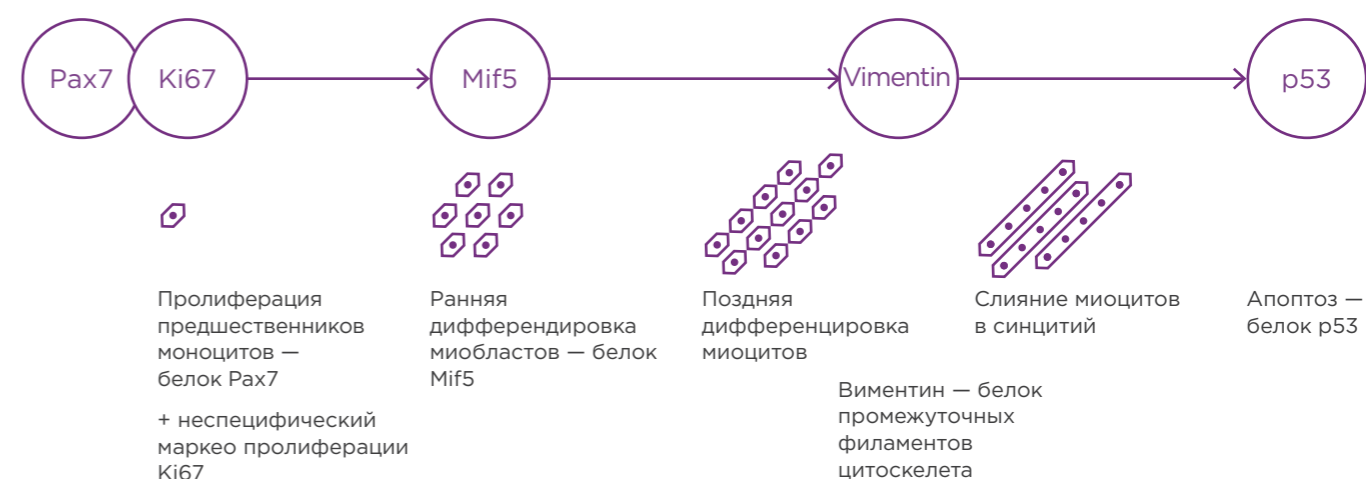 Pax7
Ki67
Mif5
Vimentin
p53
Пролиферация
предшественников
моноцитов —
белок Pax7
+ неспецифический
маркео пролиферации
Ki67
Ранняя
дифферендировка
миобластов — белок
Mif5
Поздняя
дифференцировка
миоцитов
Виментин — белок
промежуточных
филаментов
цитоскелета
Слияние миоцитов
в синцитий
Апоптоз —
белок p53